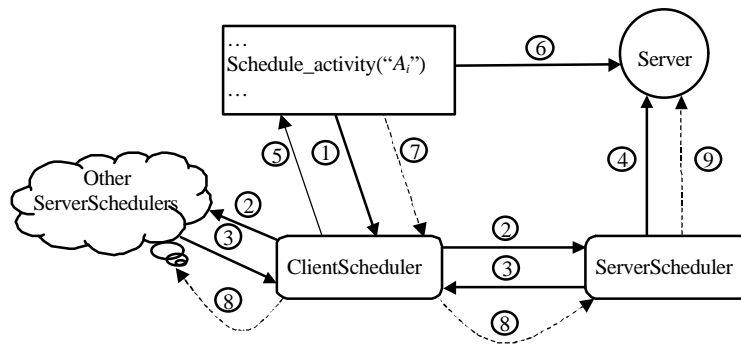 …
Schedule_activity(“Ai”)
…
⑥
Server
⑤
①
⑦
④
⑨
Other
ServerSchedulers
②
③
②
ClientScheduler
③
ServerScheduler
⑧
⑧